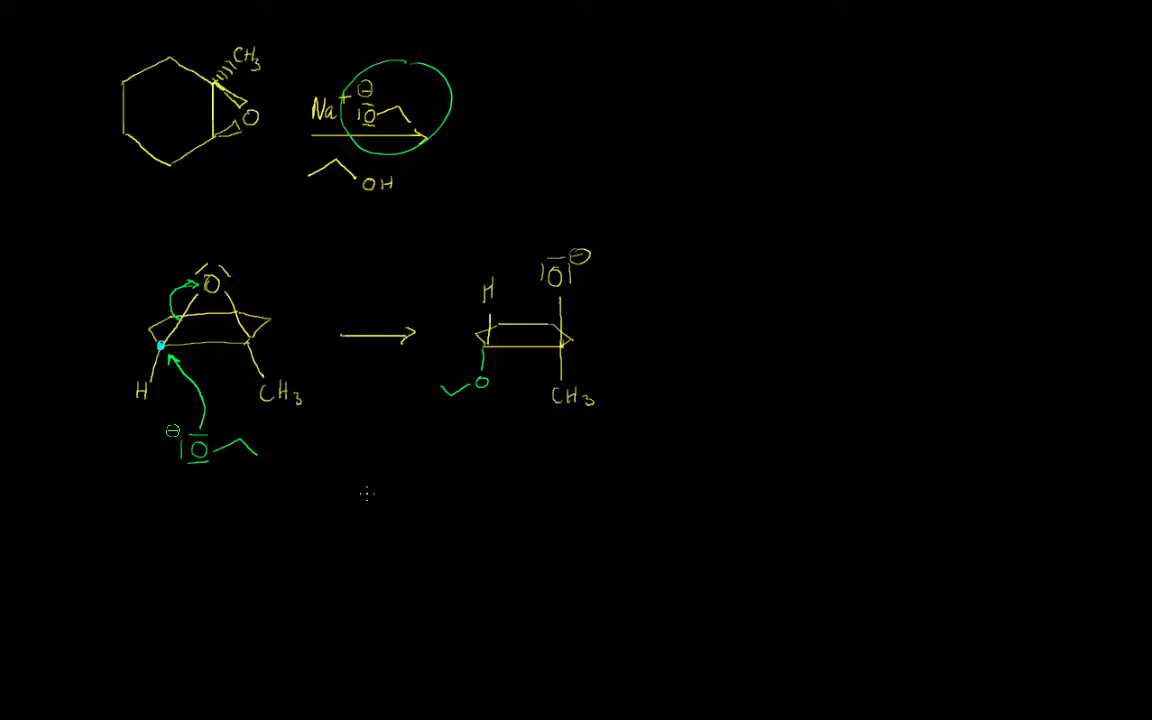 CH3
O
Na+ ⊖ |O
OH
O
H
CH3
⊖ |O
H
|O| ⊖
O
CH3